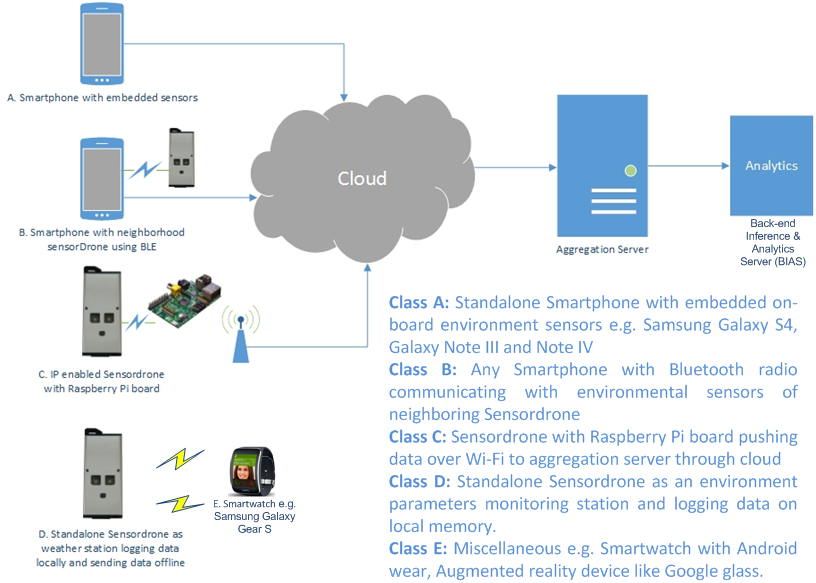 A. Smartphone with embedded sensors
B. Smartphone with neighborhood
sensorDrone using BLE
Cloud
Aggregation Server
Analytics
Back-end
Inference &
Analytics
Server (BIAS)
C. IP enabled Sensordrone
with Raspberry Pi board
D. Standalone Sensordrone as
weather station logging data
locally and sending data offline
E. Smartwatch e.g.
Samsung Galaxy
Gear S
Class A: Standalone Smartphone with embedded on-
board environment sensors e.g. Samsung Galaxy S4,
Galaxy Note III and Note IV
Class B: Any Smartphone with Bluetooth radio
communicating with environmental sensors of
neighboring Sensordrone
Class C: Sensordrone with Raspberry Pi board pushing
data over Wi-Fi to aggregation server through cloud
Class D: Standalone Sensordrone as an environment
parameters monitoring station and logging data on
local memory.
Class E: Miscellaneous e.g. Smartwatch with Android
wear, Augmented reality device like Google glass.